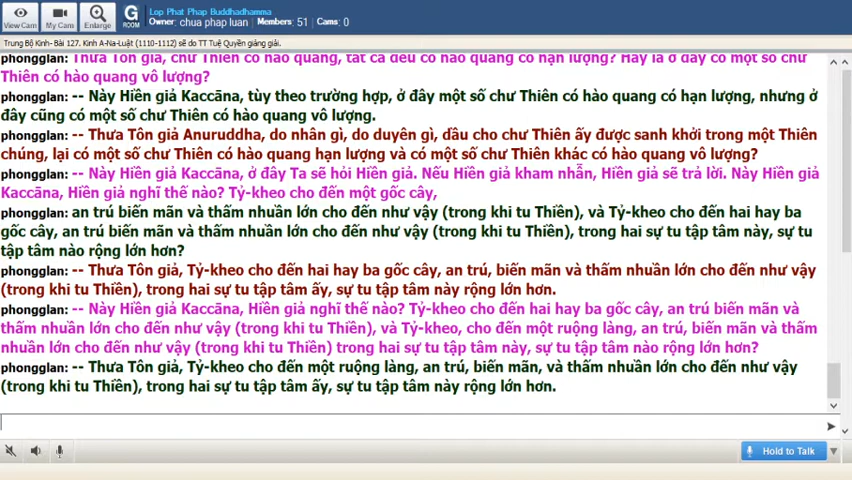 View Cam
My Cams
Enlarge
G
ROOM
Lop Phat Phap Buddhadhamma
Owner: chua phap luan Members: 51 Cams: 0
Trung Bộ Kinh- Bài 127. Kinh A-Na-Luật (1110-1112) sẽ do TT Tuệ Quyền giảng giải.
phongglan: Thưa Tôn giả, chư Thiên có hào quang, tất cả đều có hào quang có hạn lượng? Hay là ở đây có một số chư
Thiên có hào quang vô lượng?
phongglan: -- Này Hiền giả Kaccāna, tùy theo trường hợp, ở đây một số chư Thiên có hào quang có hạn lượng, nhưng ở
đây cũng có một số chư Thiên có hào quang vô lượng.
phongglan: -- Thưa Tôn giả Anuruddha, do nhân gì, do duyên gì, dầu cho chư Thiên ấy được sanh khởi trong một Thiên
chúng, lại có một số chư Thiên có hào quang hạn lượng và có một số chư Thiên khác có hào quang vô lượng?
phongglan: -- Này Hiền giả Kaccāna, ở đây Ta sẽ hỏi Hiền giả. Nếu Hiền giả kham nhẫn, Hiền giả sẽ trả lời. Này Hiền giả
Kaccāna, Hiền giả nghĩ thế nào? Tỷ-kheo cho đến một gốc cây,
phongglan: an trú biến mãn và thấm nhuần lớn cho đến như vậy (trong khi tu Thiền), và Tỷ-kheo cho đến hai hay ba
gốc cây, an trú biến mãn và thấm nhuần lớn cho đến như vậy (trong khi tu Thiền), trong hai sự tu tập tâm này, sự tu
tập tâm nào rộng lớn hơn?
phongglan: -- Thưa Tôn giả, Tỷ-kheo cho đến hai hay ba gốc cây, an trú, biến mãn và thấm nhuần lớn cho đến như vậy
(trong khi tu Thiền), trong hai sự tu tập tâm ấy, sự tu tập tâm này rộng lớn hơn.
phongglan: -- Này Hiền giả Kaccāna, Hiền giả nghĩ thế nào? Tỷ-kheo cho đến hai hay ba gốc cây, an trú biến mãn và
thấm nhuần lớn cho đến như vậy (trong khi tu Thiền), và Tỷ-kheo, cho đến một ruộng làng, an trú, biến mãn và thấm
nhuần lớn cho đến như vậy (trong khi tu Thiền) trong hai sự tu tập tâm này, sự tu tập tâm nào rộng lớn hơn?
phongglan: -- Thưa Tôn giả, Tỷ-kheo cho đến một ruộng làng, an trú, biến mãn, và thấm nhuần lớn cho đến như vậy
(trong khi tu Thiền), trong hai sự tu tập tâm ấy, sự tu tập tâm này rộng lớn hơn.
Hold to Talk